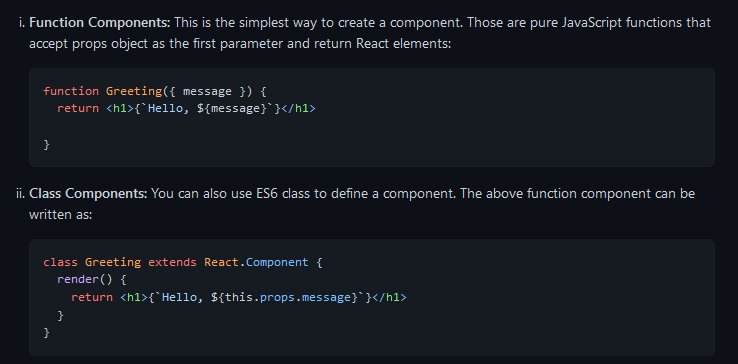 i. Function Components: This is the simplest way to create a component. Those are pure JavaScript functions that
accept props object as the first parameter and return React elements:
function Greeting({ message }) {
  return <h1>{`Hello, ${message}`}</h1>
}
ii. Class Components: You can also use ES6 class to define a component. The above function component can be
written as:
class Greeting extends React.Component {
  render() {
    return <h1>{`Hello, ${this.props.message}`}</h1>
  }
}